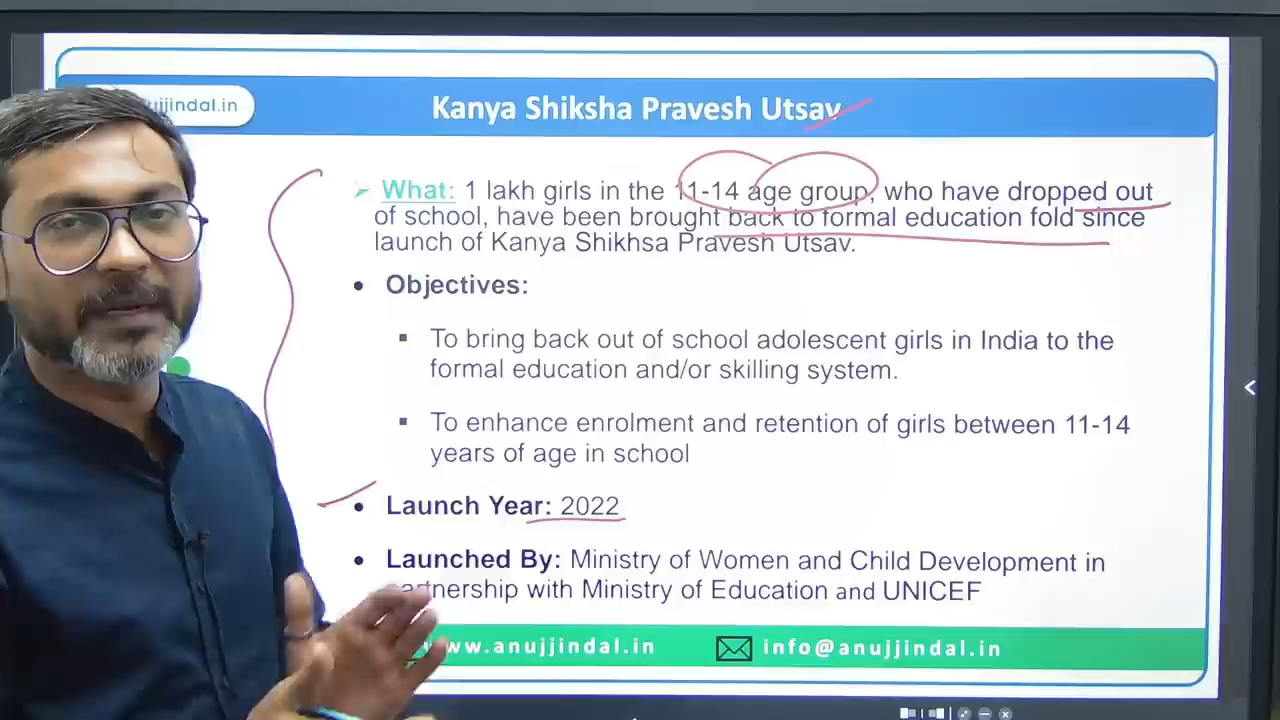 ujjindal.in
Kanya Shiksha Pravesh Utsav
➢ What: 1 lakh girls in the 11-14 age group, who have dropped out
of school, have been brought back to formal education fold since
launch of Kanya Shikhsa Pravesh Utsav.
• Objectives:
▪ To bring back out of school adolescent girls in India to the
formal education and/or skilling system.
▪ To enhance enrolment and retention of girls between 11-14
years of age in school
• Launch Year: 2022
• Launched By: Ministry of Women and Child Development in
partnership with Ministry of Education and UNICEF
www.anujjindal.in info@anujjindal.in